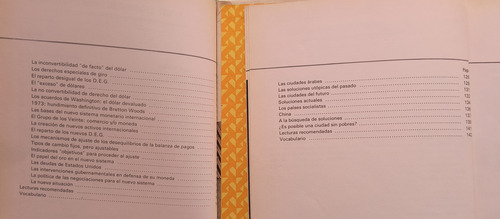 La inconvertibilidad "de facto" del dólar
Los derechos especiales de giro
El reparto desigual de los D.E.G.
El "exceso" de dólares
La no convertibilidad de derecho del dólar
Los acuerdos de Washington: el dólar devaluado
1973: hundimiento definitivo de Bretton Woods
Las bases del nuevo sistema monetario internacional
El Grupo de los Veinte: comercio y/o moneda
La creación de nuevos activos internacionales
El reparto de los nuevos D.E.G.
Los mecanismos de ajuste de los desequilibrios de la balanza de pagos
Tipos de cambio fijos, pero ajustables
Indicadores "objetivos" para proceder al ajuste
El papel del oro en el nuevo sistema
Las deudas de Estados Unidos
Las intervenciones gubernamentales en defensa de su moneda
La política de las negociaciones para el nuevo sistema
La nueva situación
Lecturas recomendadas
Vocabulario
Pág.
Las ciudades árabes
Las soluciones utópicas del pasado
Las ciudades del futuro
Soluciones actuales
Los países socialistas
China
A la búsqueda de soluciones
¿Es posible una ciudad sin pobres?
Lecturas recomendadas
Vocabulario